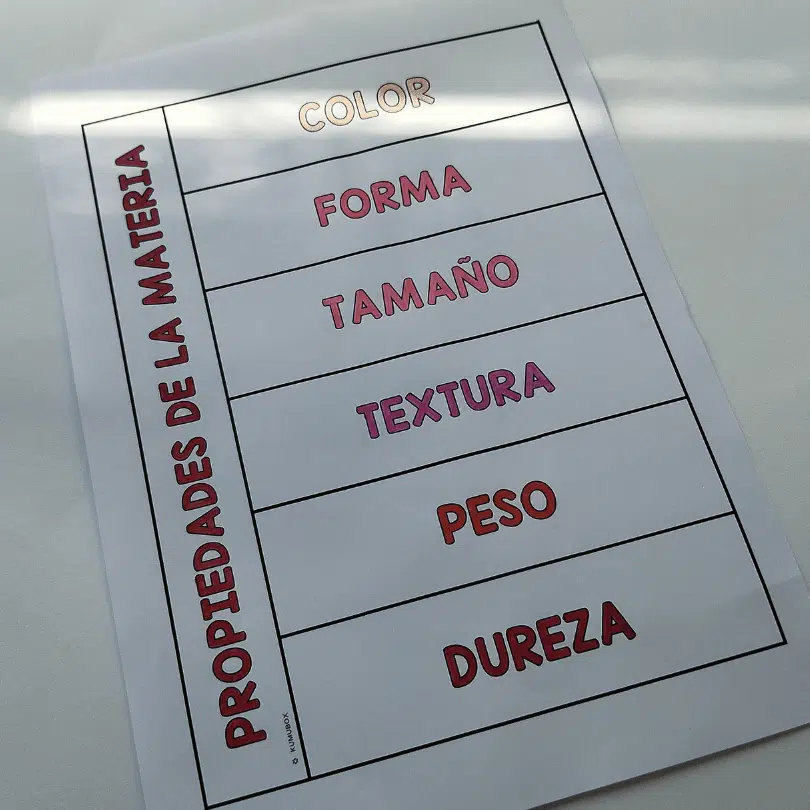 PROPIEDADES DE LA MATERIA
COLOR
FORMA
TAMAÑO
TEXTURA
PESO
DUREZA
KUMUBOX